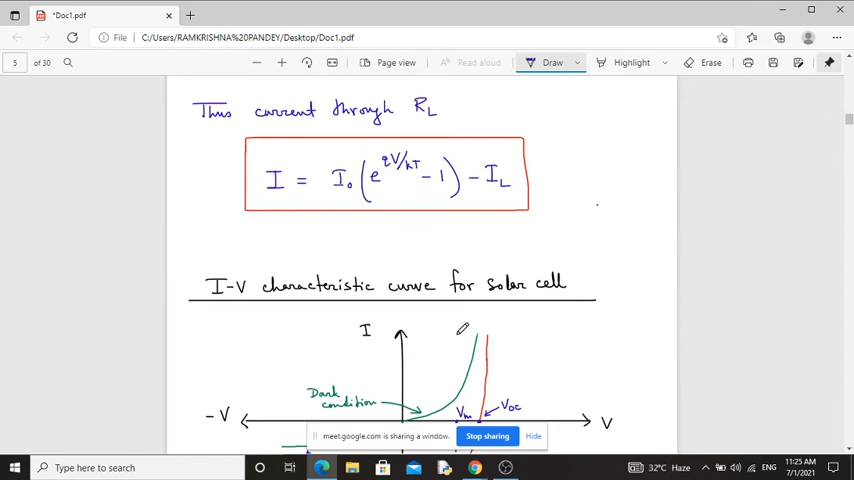 *Doc1.pdf
File
C:/Users/RAMKRISHNA%20PANDEY/Desktop/Doc1.pdf
5 of 30
Page view
Read aloud
Draw
Highlight
Erase
Thus current through RL
I = I₀(e^qV/kT - 1) - IL
I-V characteristic curve for solar cell
I
Dark
condition
Vm
Voc
-V
V
meet.google.com is sharing a window.
Stop sharing
Hide
Type here to search
32°C Haze
ENG
11:25 AM
7/1/2021